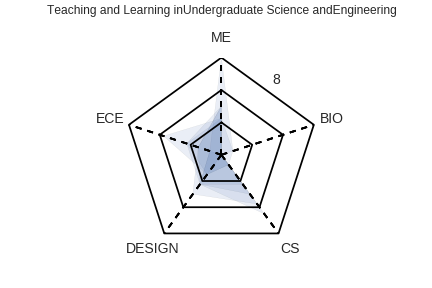 Teaching and Learning inUndergraduate Science andEngineering
ME
8
ECE
BIO
DESIGN
CS